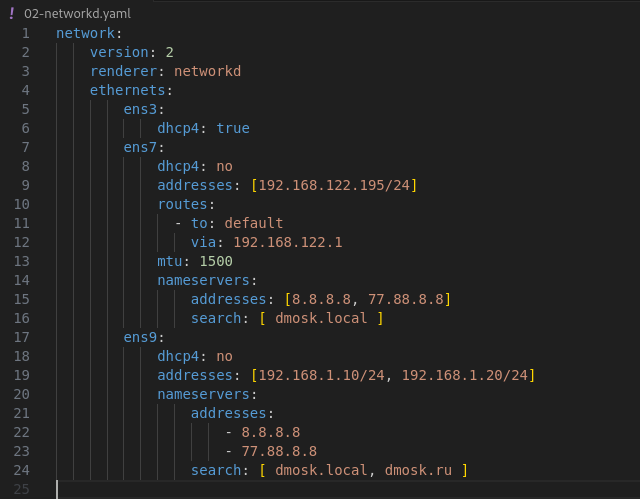 ! 02-networkd.yaml
1 network:
2     version: 2
3     renderer: networkd
4     ethernets:
5         ens3:
6             dhcp4: true
7         ens7:
8             dhcp4: no
9             addresses: [192.168.122.195/24]
10             routes:
11               - to: default
12                 via: 192.168.122.1
13             mtu: 1500
14             nameservers:
15                 addresses: [8.8.8.8, 77.88.8.8]
16                 search: [ dmosk.local ]
17         ens9:
18             dhcp4: no
19             addresses: [192.168.1.10/24, 192.168.1.20/24]
20             nameservers:
21                 addresses:
22                     - 8.8.8.8
23                     - 77.88.8.8
24                 search: [ dmosk.local, dmosk.ru ]
25